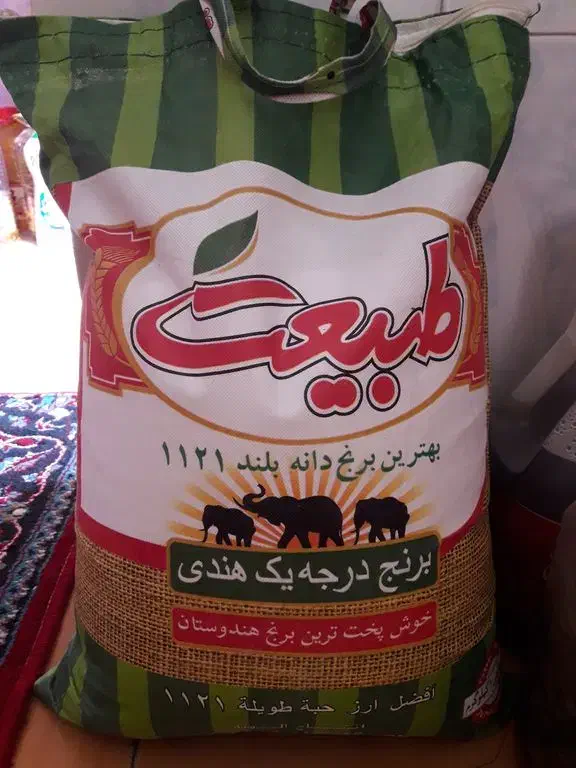 طبیعت
بهترین برنج دانه بلند ۱۱۲۱
برنج درجه یک هندی
خوش پخت ترین برنج هندوستان
افضل ارز حبة طويلة ١١٢١